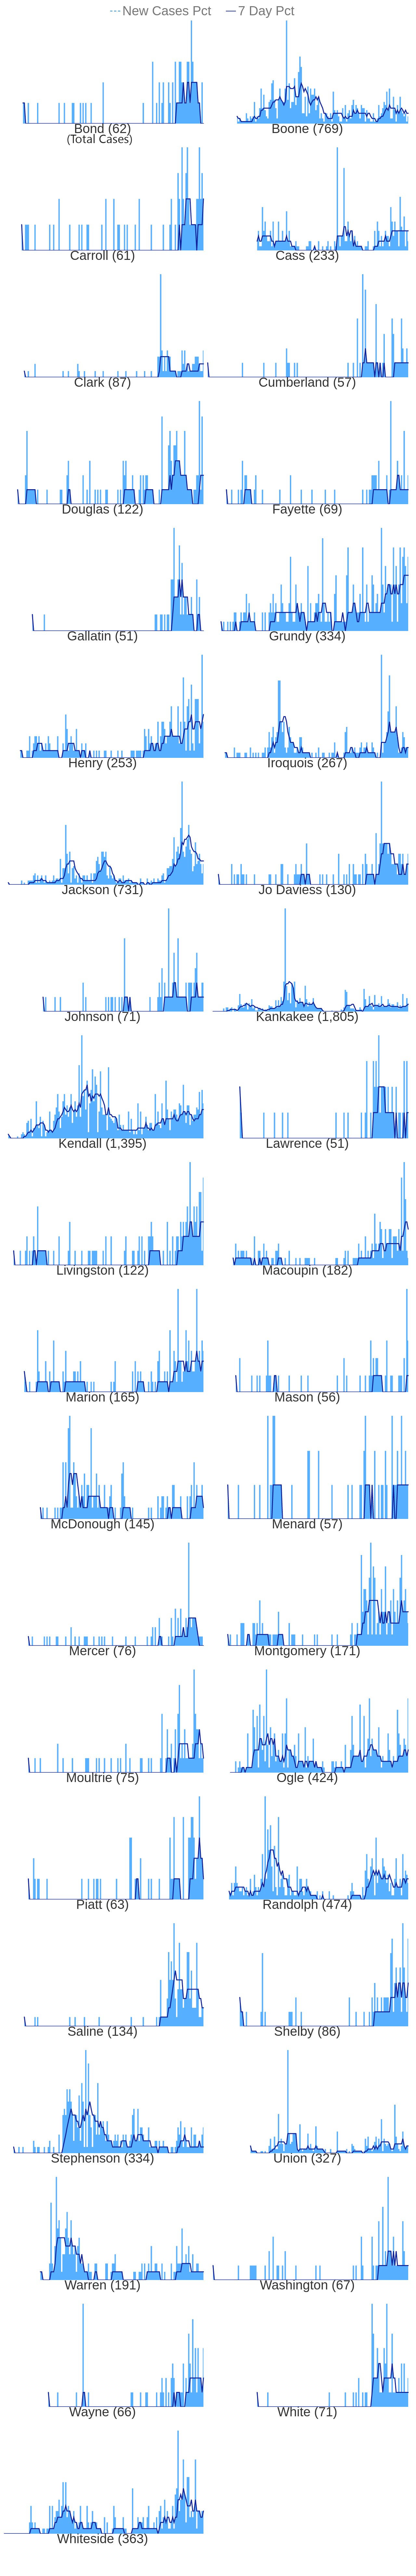 New Cases Pct 7 Day Pct
Bond (62) Boone (769)
(Total Cases)
Carroll (61) Cass (233)
Clark (87) Cumberland (57)
Douglas (122) Fayette (69)
Gallatin (51) Grundy (334)
Henry (253) Iroquois (267)
Jackson (731) Jo Daviess (130)
Johnson (71) Kankakee (1,805)
Kendall (1,395) Lawrence (51)
Livingston (122) Macoupin (182)
Marion (165) Mason (56)
McDonough (145) Menard (57)
Mercer (76) Montgomery (171)
Moultrie (75) Ogle (424)
Piatt (63) Randolph (474)
Saline (134) Shelby (86)
Stephenson (334) Union (327)
Warren (191) Washington (67)
Wayne (66) White (71)
Whiteside (363)